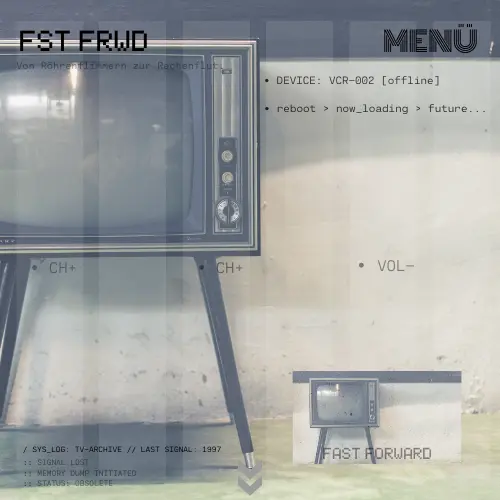 FST FRWD
MENÜ
Vom Röhrenflimmern zur Rachenflut.
• DEVICE: VCR-002 [offline]
• reboot > now_loading > future...
• CH+
• CH+
• VOL-
FAST FORWARD
/ SYS_LOG: TV-ARCHIVE // LAST SIGNAL: 1997
:: SIGNAL LOST
:: MEMORY DUMP INITIATED
:: STATUS: OBSOLETE